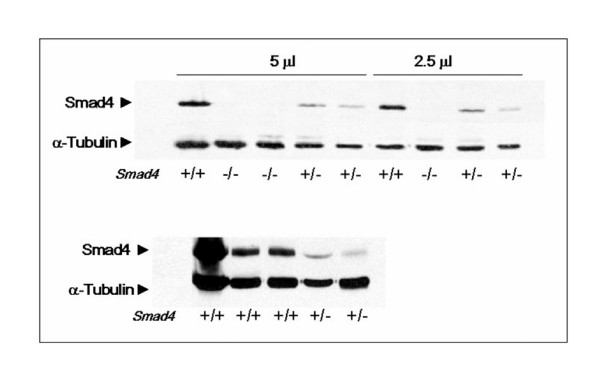 5 µl 2.5 µl
Smad4
α-Tubulin
Smad4 +/+ -/- -/- +/- +/- +/+ -/- +/- +/-
Smad4
α-Tubulin
Smad4 +/+ +/+ +/+ +/- +/-